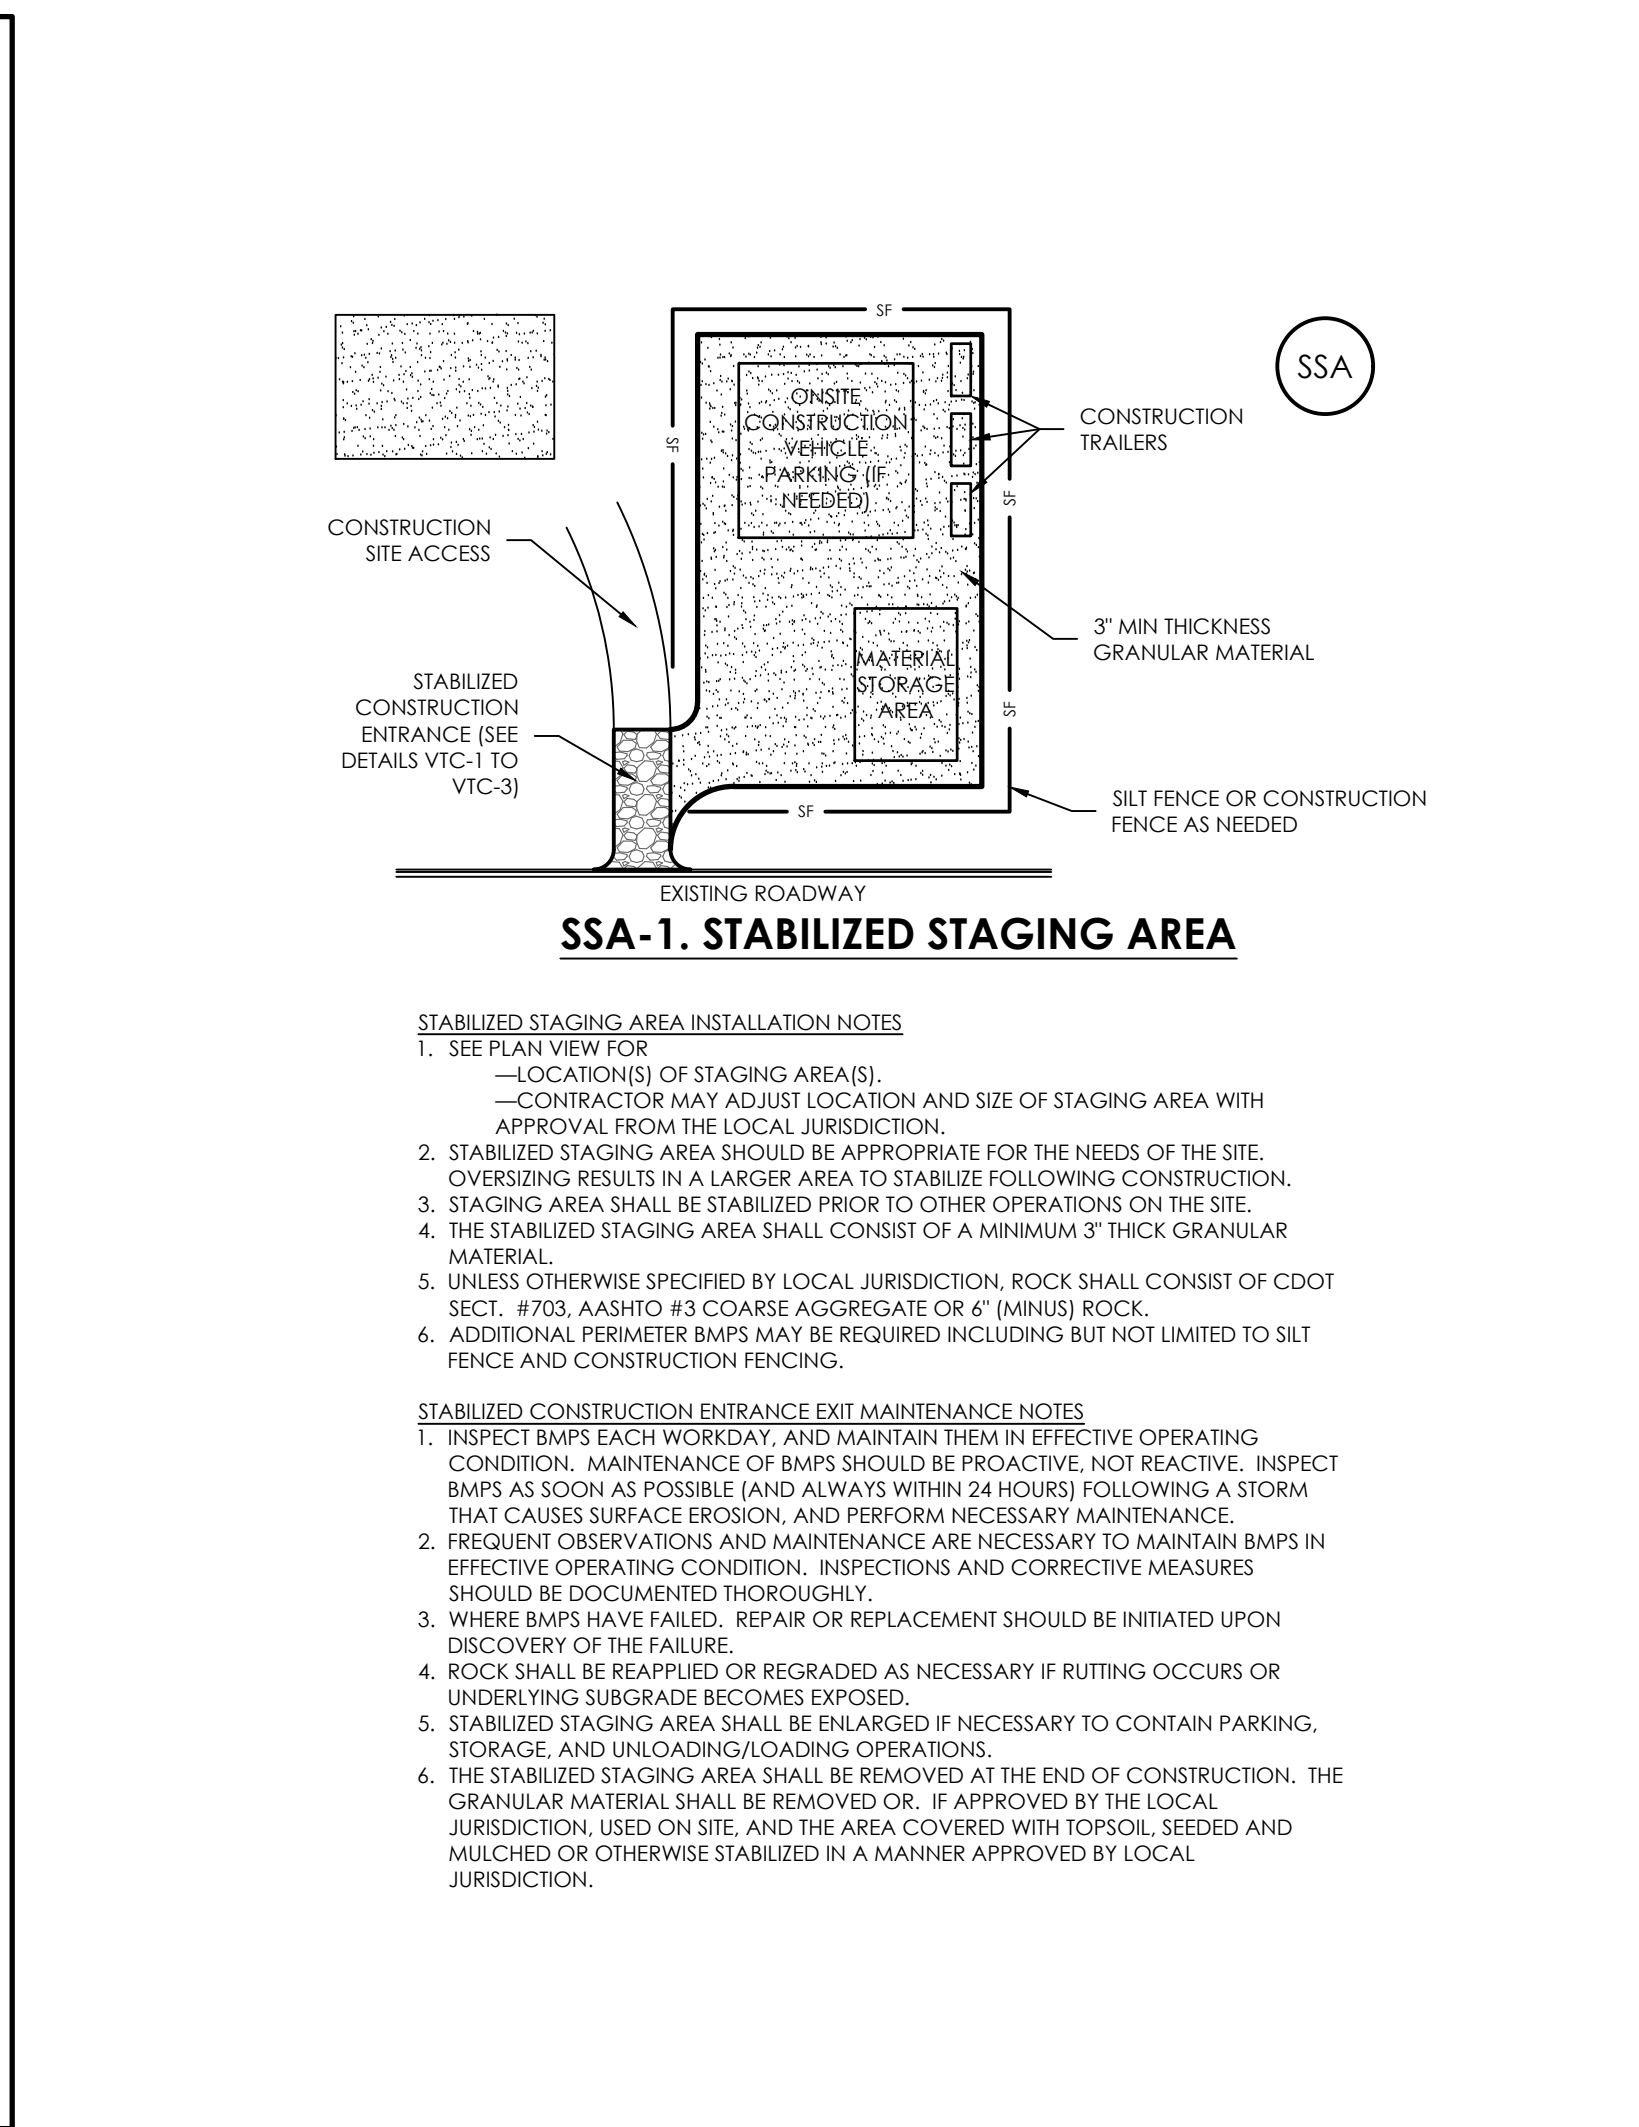 SF
SSA
ONSITE
CONSTRUCTION
VEHICLE
PARKING (IF
NEEDED)
CONSTRUCTION
TRAILERS
SF
SF
CONSTRUCTION
SITE ACCESS
3" MIN THICKNESS
GRANULAR MATERIAL
MATERIAL
STORAGE
AREA
STABILIZED
CONSTRUCTION
ENTRANCE (SEE
DETAILS VTC-1 TO
VTC-3)
SF
SF
SILT FENCE OR CONSTRUCTION
FENCE AS NEEDED
EXISTING ROADWAY
SSA-1. STABILIZED STAGING AREA
STABILIZED STAGING AREA INSTALLATION NOTES
1. SEE PLAN VIEW FOR
—LOCATION(S) OF STAGING AREA(S).
—CONTRACTOR MAY ADJUST LOCATION AND SIZE OF STAGING AREA WITH
APPROVAL FROM THE LOCAL JURISDICTION.
2. STABILIZED STAGING AREA SHOULD BE APPROPRIATE FOR THE NEEDS OF THE SITE.
OVERSIZING RESULTS IN A LARGER AREA TO STABILIZE FOLLOWING CONSTRUCTION.
3. STAGING AREA SHALL BE STABILIZED PRIOR TO OTHER OPERATIONS ON THE SITE.
4. THE STABILIZED STAGING AREA SHALL CONSIST OF A MINIMUM 3" THICK GRANULAR
MATERIAL.
5. UNLESS OTHERWISE SPECIFIED BY LOCAL JURISDICTION, ROCK SHALL CONSIST OF CDOT
SECT. #703, AASHTO #3 COARSE AGGREGATE OR 6" (MINUS) ROCK.
6. ADDITIONAL PERIMETER BMPS MAY BE REQUIRED INCLUDING BUT NOT LIMITED TO SILT
FENCE AND CONSTRUCTION FENCING.
STABILIZED CONSTRUCTION ENTRANCE EXIT MAINTENANCE NOTES
1. INSPECT BMPS EACH WORKDAY, AND MAINTAIN THEM IN EFFECTIVE OPERATING
CONDITION. MAINTENANCE OF BMPS SHOULD BE PROACTIVE, NOT REACTIVE. INSPECT
BMPS AS SOON AS POSSIBLE (AND ALWAYS WITHIN 24 HOURS) FOLLOWING A STORM
THAT CAUSES SURFACE EROSION, AND PERFORM NECESSARY MAINTENANCE.
2. FREQUENT OBSERVATIONS AND MAINTENANCE ARE NECESSARY TO MAINTAIN BMPS IN
EFFECTIVE OPERATING CONDITION. INSPECTIONS AND CORRECTIVE MEASURES
SHOULD BE DOCUMENTED THOROUGHLY.
3. WHERE BMPS HAVE FAILED. REPAIR OR REPLACEMENT SHOULD BE INITIATED UPON
DISCOVERY OF THE FAILURE.
4. ROCK SHALL BE REAPPLIED OR REGRADED AS NECESSARY IF RUTTING OCCURS OR
UNDERLYING SUBGRADE BECOMES EXPOSED.
5. STABILIZED STAGING AREA SHALL BE ENLARGED IF NECESSARY TO CONTAIN PARKING,
STORAGE, AND UNLOADING/LOADING OPERATIONS.
6. THE STABILIZED STAGING AREA SHALL BE REMOVED AT THE END OF CONSTRUCTION. THE
GRANULAR MATERIAL SHALL BE REMOVED OR. IF APPROVED BY THE LOCAL
JURISDICTION, USED ON SITE, AND THE AREA COVERED WITH TOPSOIL, SEEDED AND
MULCHED OR OTHERWISE STABILIZED IN A MANNER APPROVED BY LOCAL
JURISDICTION.